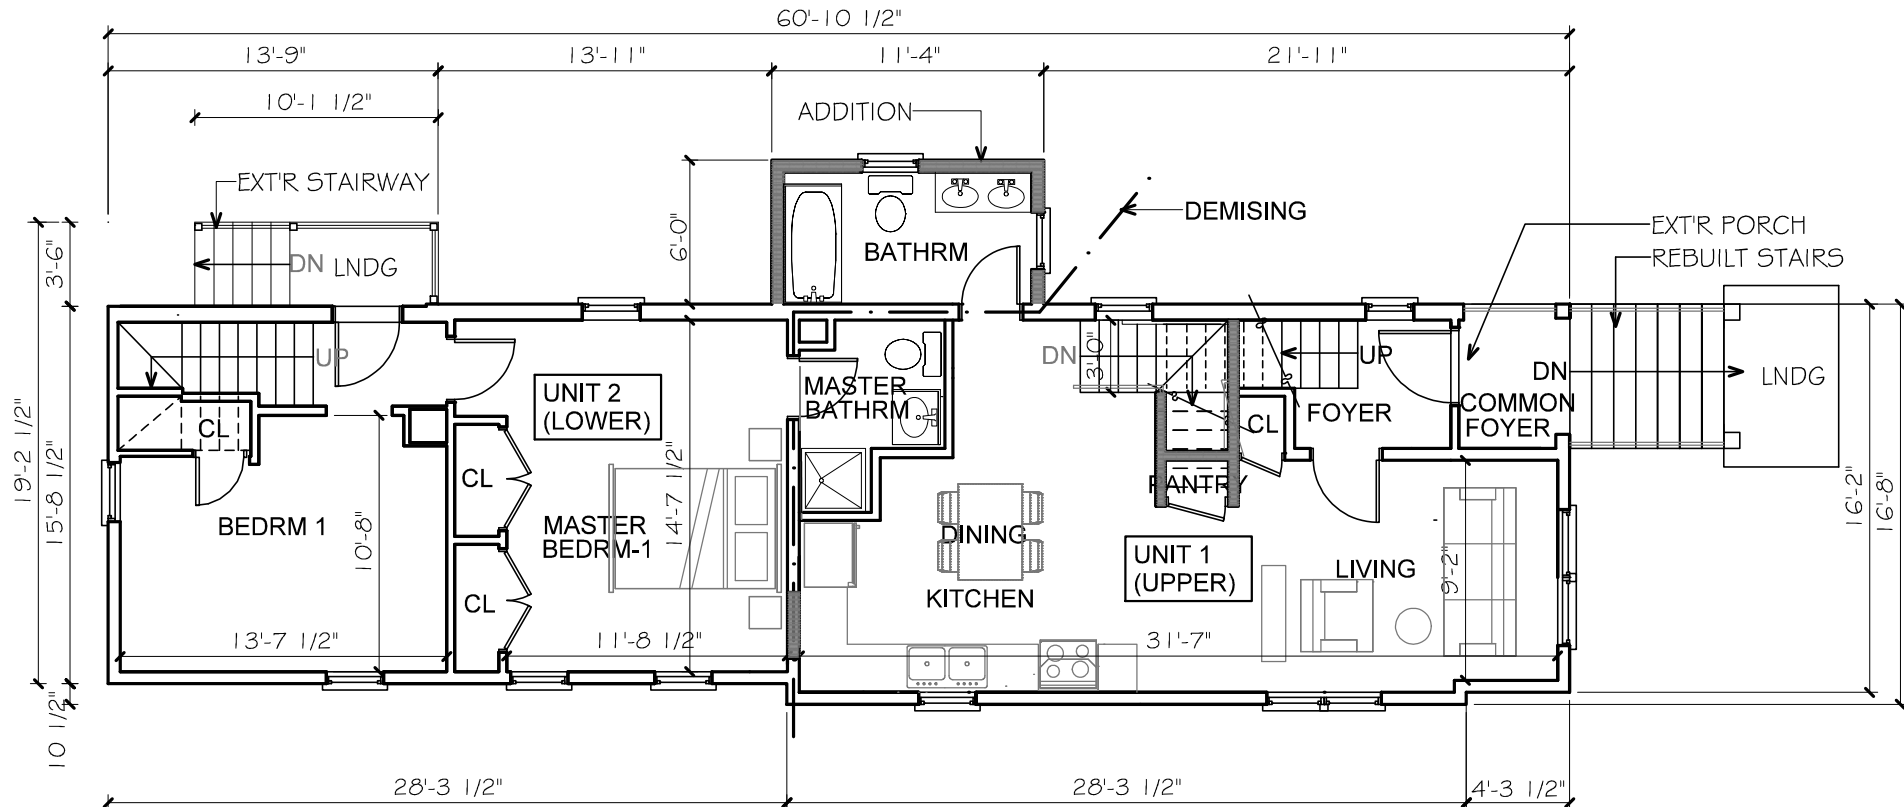 60'-10 1/2"
13'-9"
13'-11"
11'-4"
21'-11"
10'-1 1/2"
ADDITION
EXT'R STAIRWAY
DEMISING
EXT'R PORCH
REBUILT STAIRS
BATHRM
6'-0"
3'-6"
DN
LNDG
19'-2 1/2"
15'-8 1/2"
10 1/2"
UP
UNIT 2
(LOWER)
MASTER
BATHRM
DN
3'-0"
UP
FOYER
DN
COMMON
FOYER
LNDG
CL
CL
CL
CL
PANTRY
BEDRM 1
10'-8"
MASTER
BEDRM-1
14'-7 1/2"
DINING
KITCHEN
UNIT 1
(UPPER)
LIVING
9'-2"
16'-2"
16'-8"
13'-7 1/2"
11'-8 1/2"
31'-7"
28'-3 1/2"
28'-3 1/2"
4'-3 1/2"